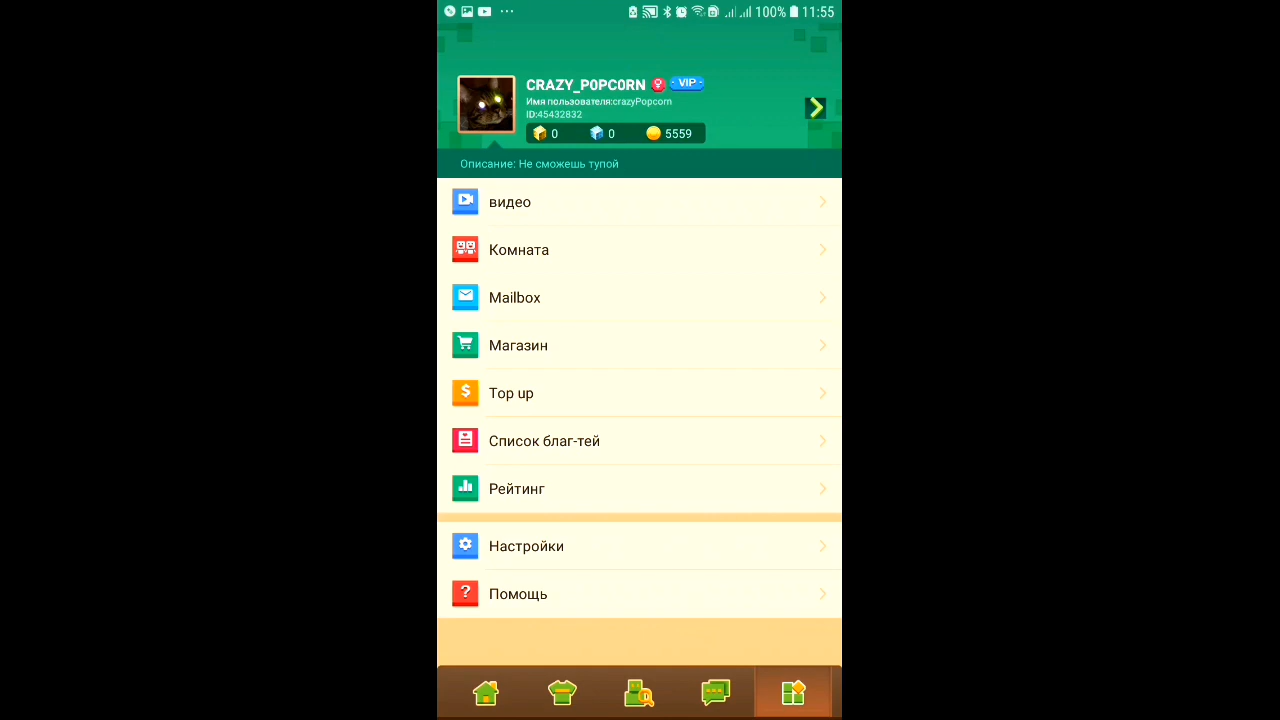 100% 11:55
CRAZY_P0PC0RN VIP
Имя пользователя:crazyPopcorn
ID:45432832
0 0 5559
Описание: Не сможешь тупой
видео
Комната
Mailbox
Магазин
Top up
Список благ-тей
Рейтинг
Настройки
Помощь